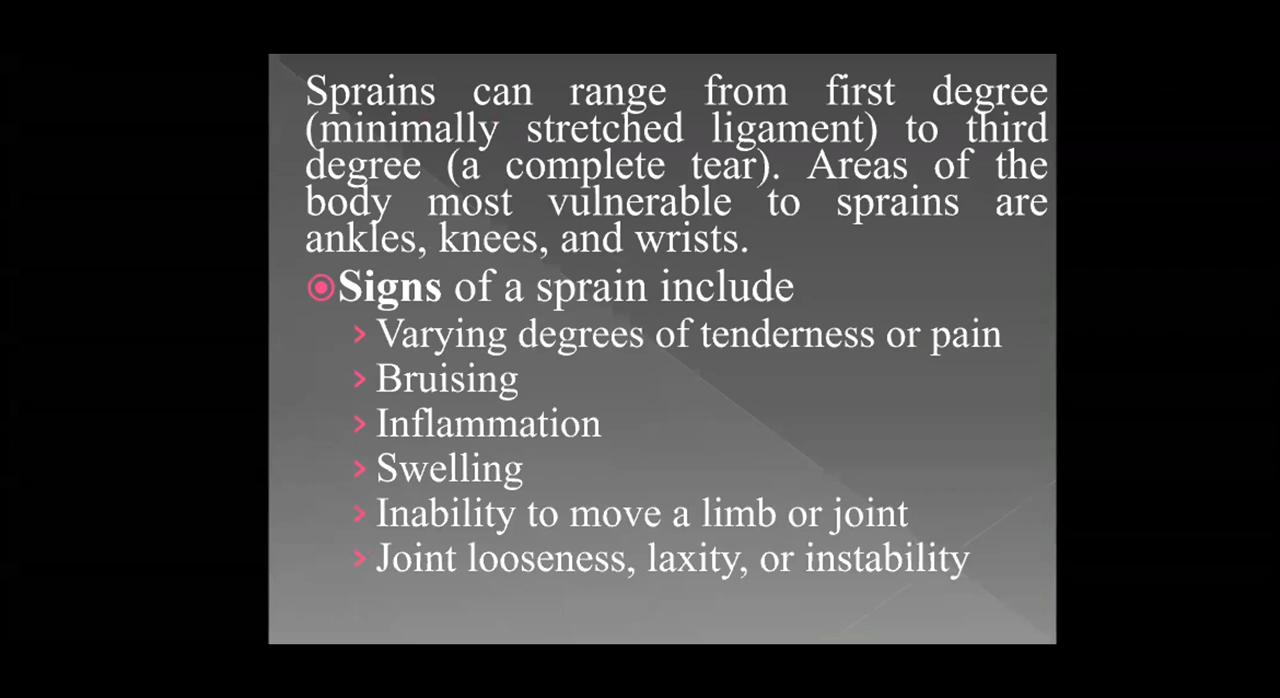 Sprains can range from first degree
(minimally stretched ligament) to third
degree (a complete tear). Areas of the
body most vulnerable to sprains are
ankles, knees, and wrists.
Signs of a sprain include
Varying degrees of tenderness or pain
Bruising
Inflammation
Swelling
Inability to move a limb or joint
Joint looseness, laxity, or instability